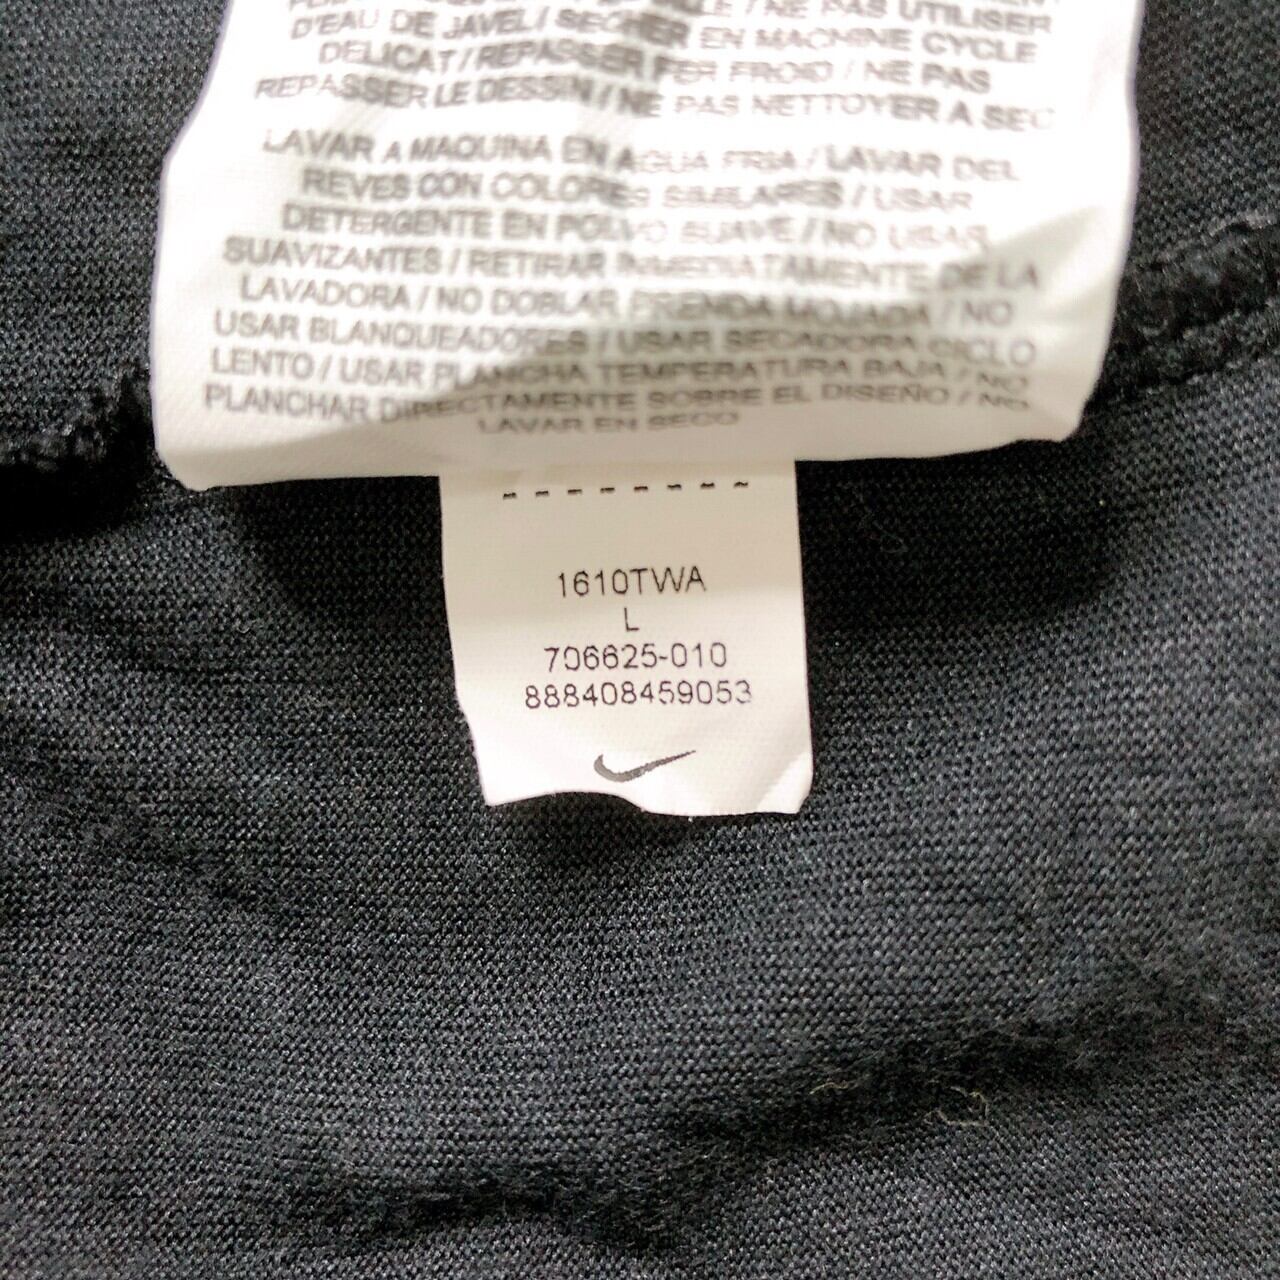 NE PAS UTILISER
D'EAU DE JAVEL / SECHER EN MACHINE CYCLE
DELICAT / REPASSER FER FROID / NE PAS
REPASSER LE DESSIN / NE PAS NETTOYER A SEC
LAVAR A MAQUINA EN AGUA FRIA / LAVAR DEL
REVES CON COLORES SIMILARES / USAR
DETERGENTE EN POLVO SUAVE / NO USAR
SUAVIZANTES / RETIRAR INMEDIATAMENTE DE LA
LAVADORA / NO DOBLAR PRENDA MOJADA / NO
USAR BLANQUEADORES / USAR SECADORA CICLO
LENTO / USAR PLANCHA TEMPERATURA BAJA / NO
PLANCHAR DIRECTAMENTE SOBRE EL DISEÑO / NO
LAVAR EN SECO
1610TWA
L
706625-010
888408459053